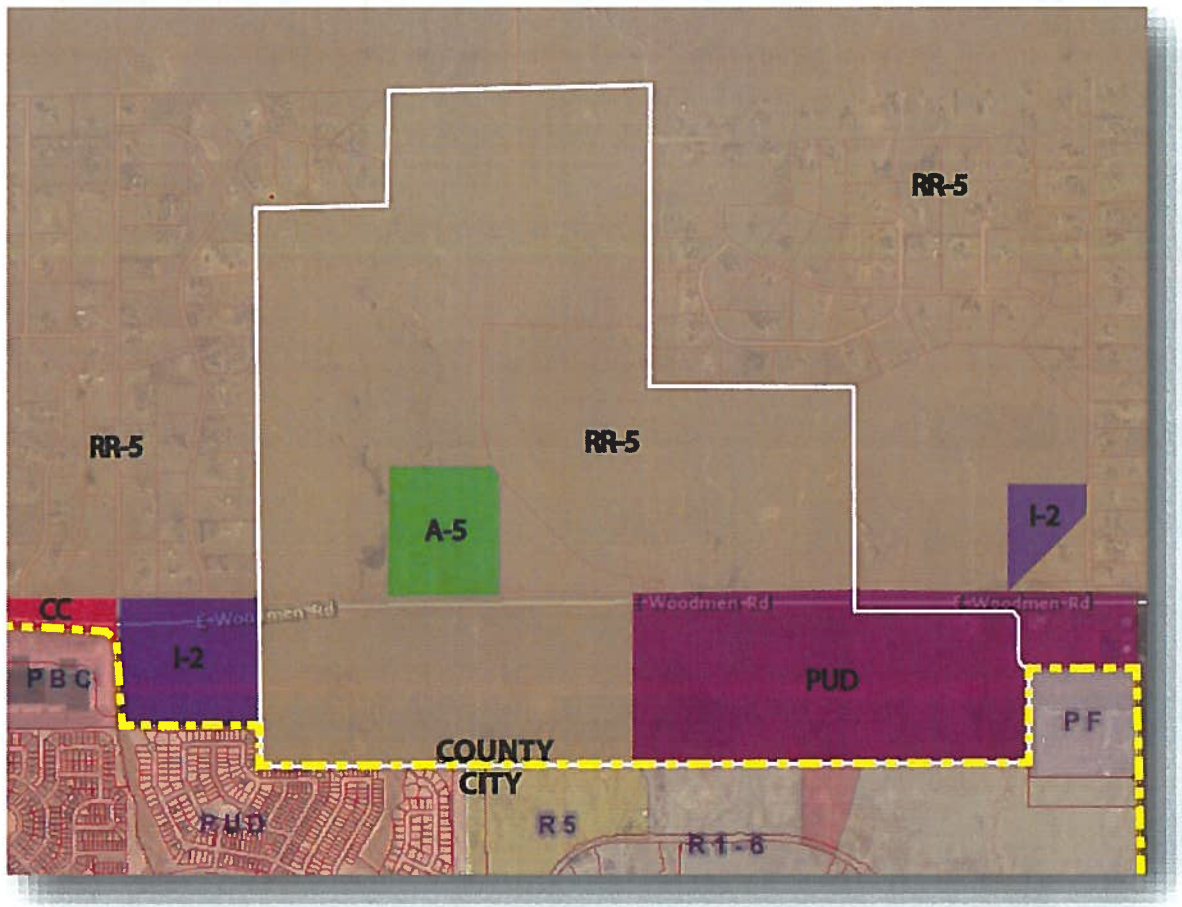 RR-5
RR-5
RR-5
A-5
I-2
CC
E Woodmen Rd
E Woodmen Rd
E Woodmen Rd
I-2
PBC
PUD
PF
COUNTY
CITY
PUD
R5
R1-6